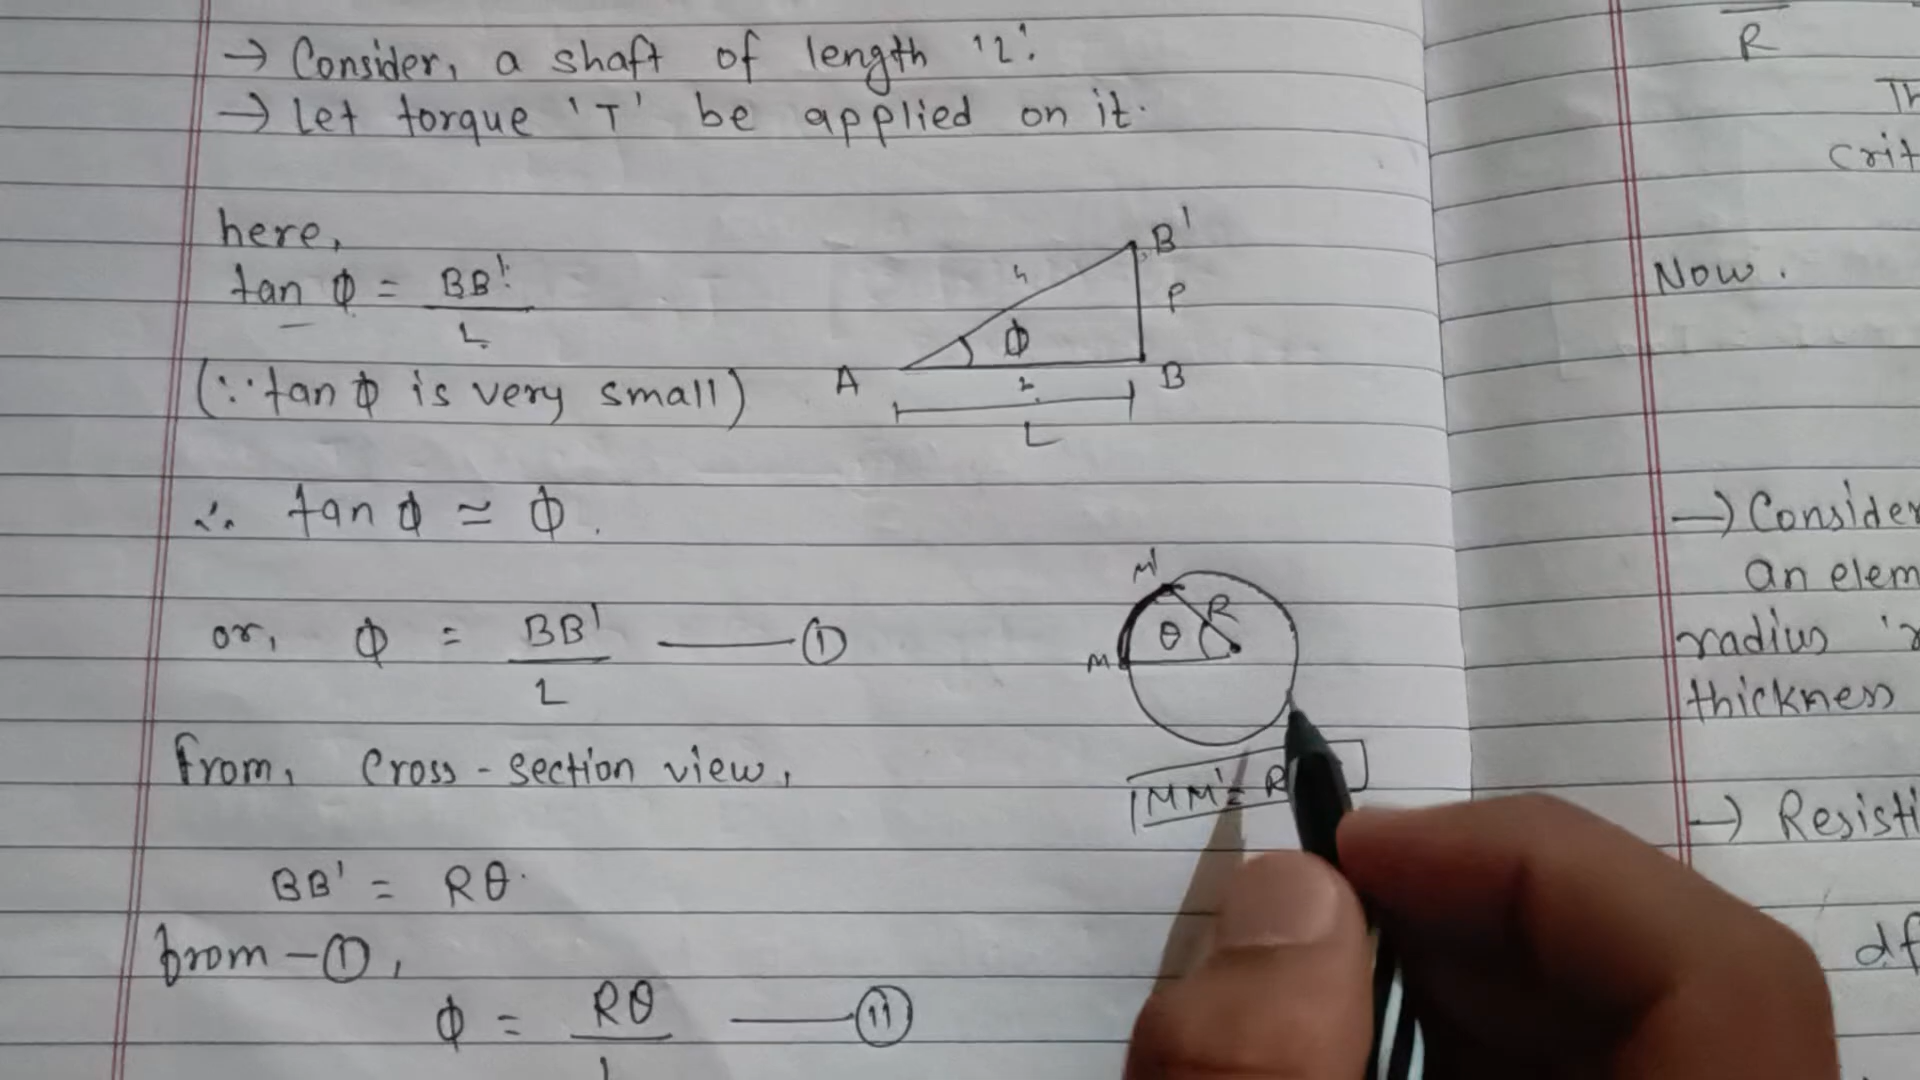 → Consider, a shaft of length 'L'.
→ Let torque 'T' be applied on it.
here,
tan ϕ = BB'
L
(∵ tan ϕ is very small)
B'
h
P
ϕ
A
B
L
∴ tan ϕ ≃ ϕ.
or, ϕ = BB' —— ①
L
M'
R
θ
M
from, Cross-section view,
MM' = R
BB' = Rθ.
from - ①,
ϕ = Rθ —— ⑪
R
Now.
→ Consider
an elem
radius 'r
thickness
→ Resisti
df